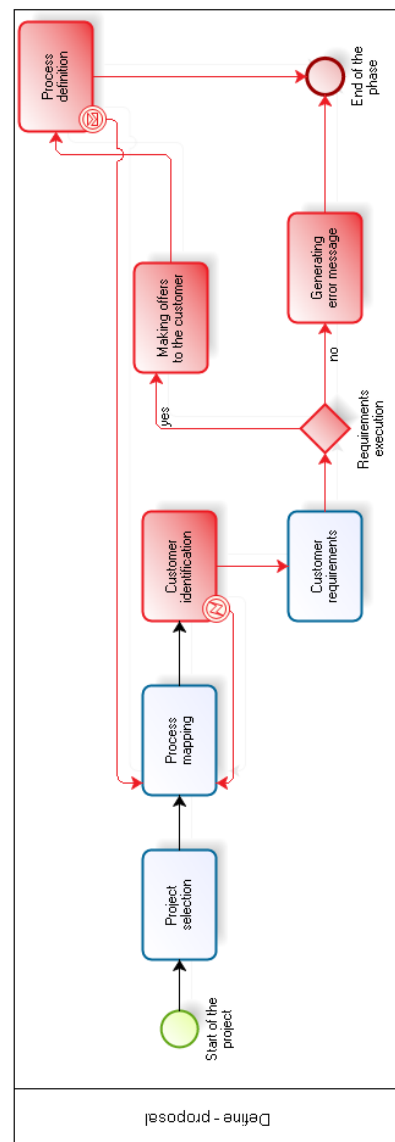 Define - proposal
Start of the
project
Project
selection
Process
mapping
Customer
identification
Customer
requirements
Requirements
execution
yes
no
Making offers
to the customer
Generating
error message
Process
definition
End of the
phase